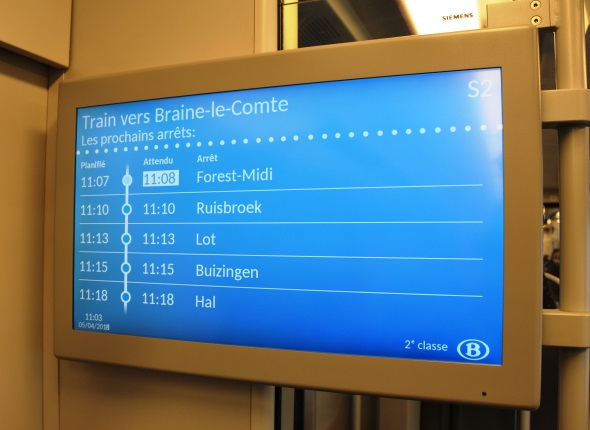 SIEMENS
S2
Train vers Braine-le-Comte
Les prochains arrêts:
Planifié Attendu Arrêt
11:07 11:08 Forest-Midi
11:10 11:10 Ruisbroek
11:13 11:13 Lot
11:15 11:15 Buizingen
11:18 11:18 Hal
11:03
05/04/2018
2e classe B